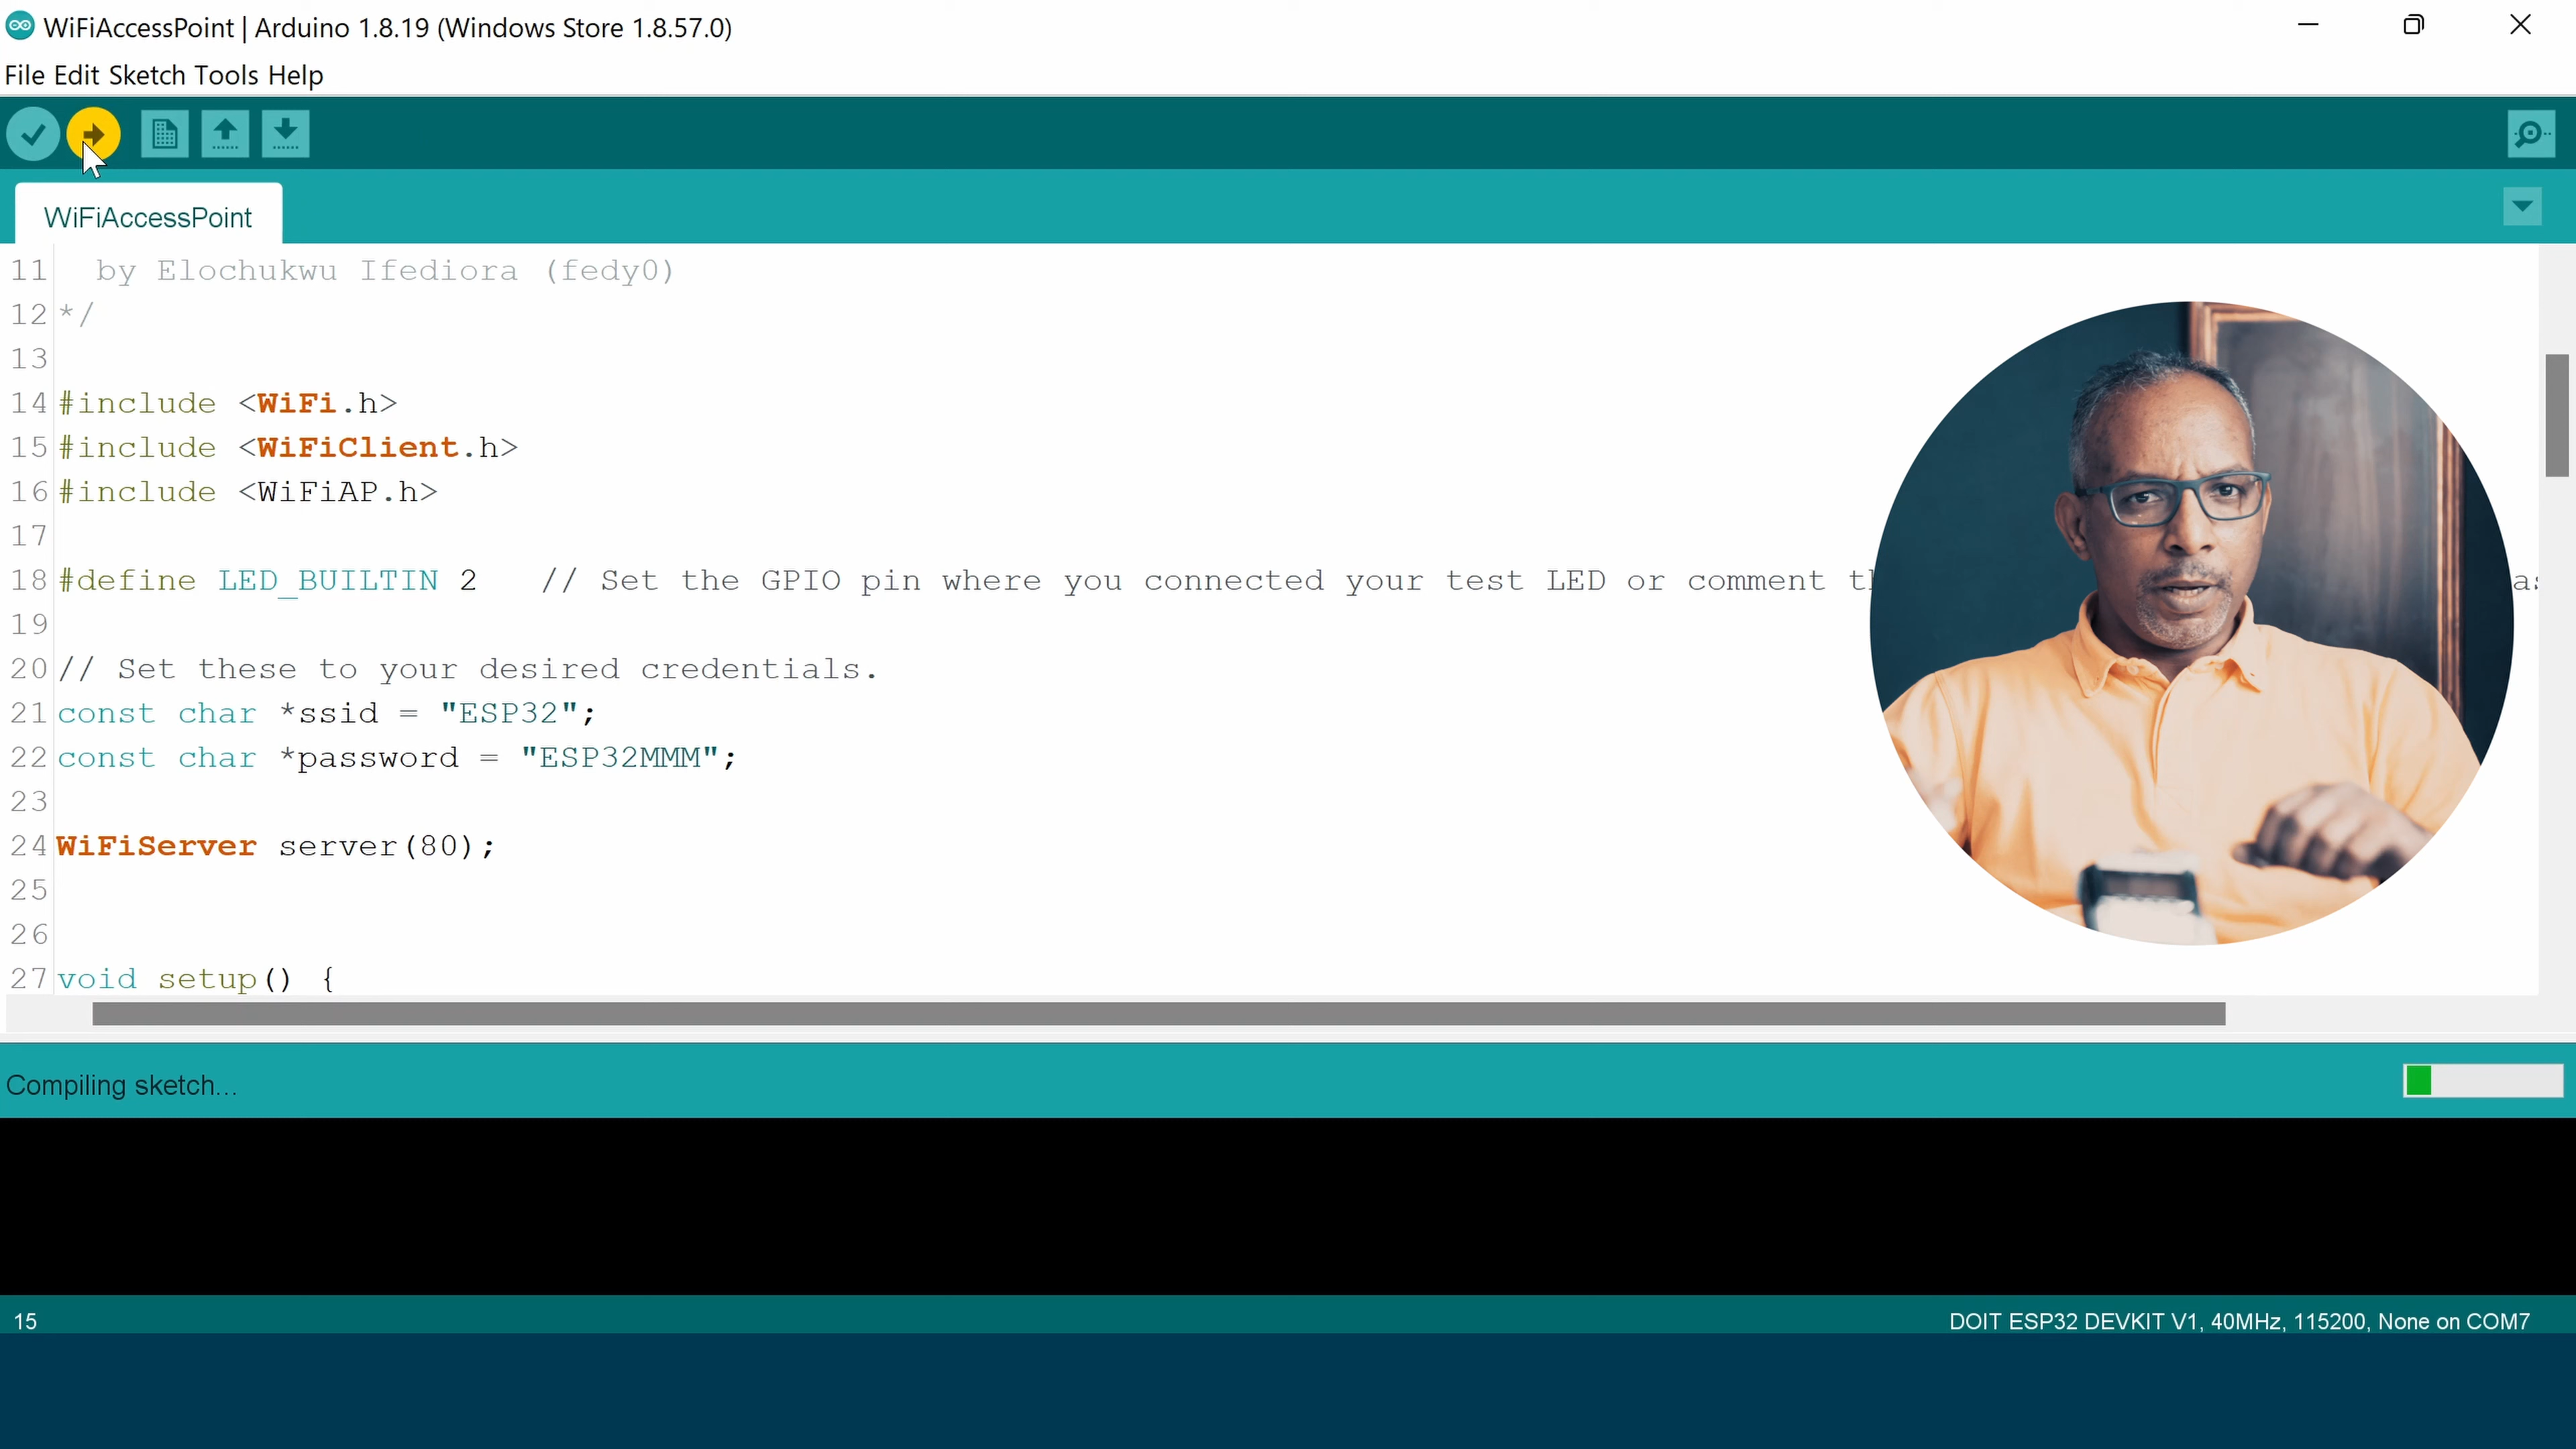 WiFiAccessPoint | Arduino 1.8.19 (Windows Store 1.8.57.0)
File Edit Sketch Tools Help
WiFiAccessPoint
11 by Elochukwu Ifediora (fedy0)
12 */
13
14 #include <WiFi.h>
15 #include <WiFiClient.h>
16 #include <WiFiAP.h>
17
18 #define LED_BUILTIN 2 // Set the GPIO pin where you connected your test LED or comment
19
20 // Set these to your desired credentials.
21 const char *ssid = "ESP32";
22 const char *password = "ESP32MMM";
23
24 WiFiServer server(80);
25
26
27 void setup() {
Compiling sketch...
15 DOIT ESP32 DEVKIT V1, 40MHz, 115200, None on COM7